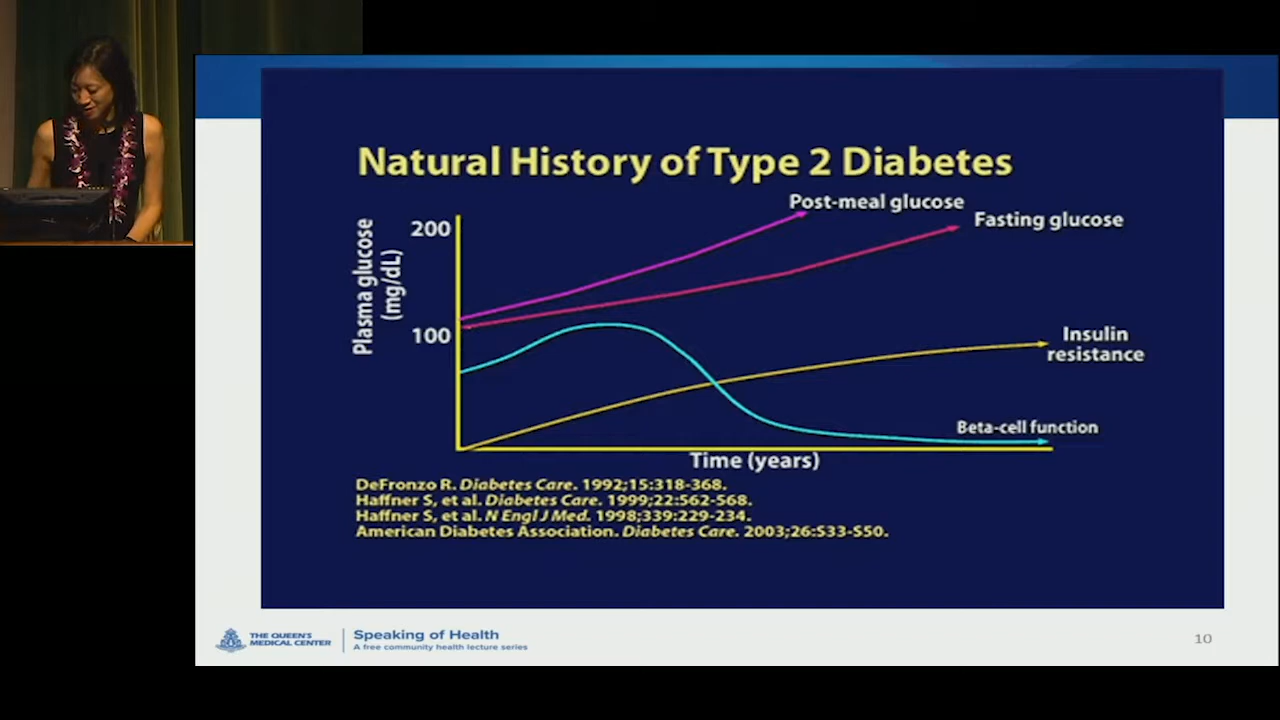 Natural History of Type 2 Diabetes
Post-meal glucose
Fasting glucose
200
Plasma glucose
(mg/dL)
100
Insulin
resistance
Beta-cell function
Time (years)
DeFronzo R. Diabetes Care. 1992;15:318-368.
Haffner S, et al. Diabetes Care. 1999;22:562-568.
Haffner S, et al. N Engl J Med. 1998;339:229-234.
American Diabetes Association. Diabetes Care. 2003;26:S33-S50.
THE QUEEN'S
MEDICAL CENTER
Speaking of Health
A free community health lecture series
10